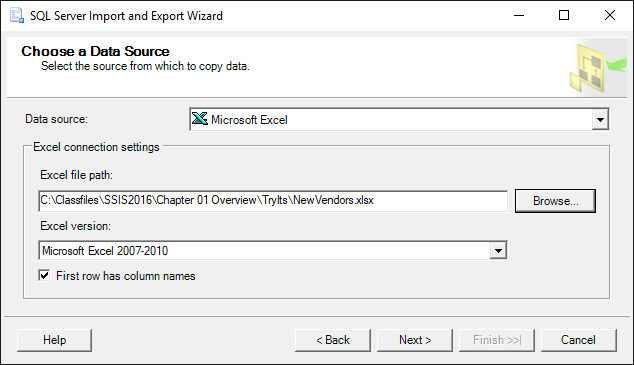 SQL Server Import and Export Wizard
Choose a Data Source
Select the source from which to copy data.
Data source:
Microsoft Excel
Excel connection settings
Excel file path:
C:\Classfiles\SSIS2016\Chapter 01 Overview\TryIts\NewVendors.xlsx
Browse...
Excel version:
Microsoft Excel 2007-2010
First row has column names
Help
< Back
Next >
Finish >>|
Cancel